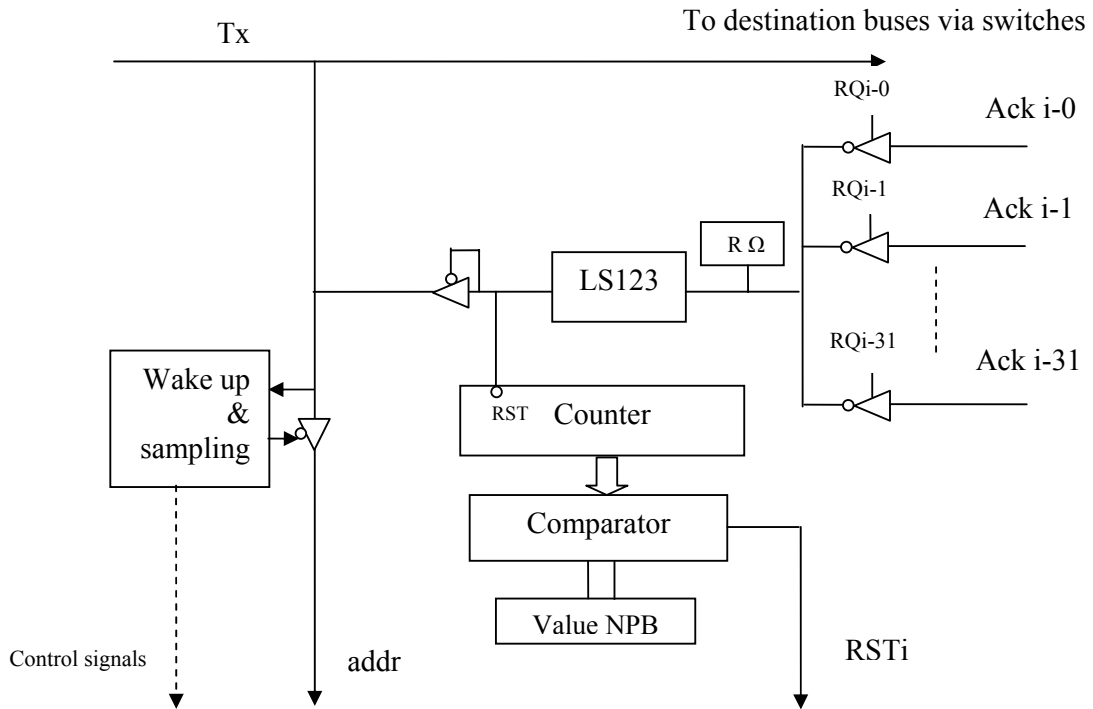 To destination buses via switches
Tx
RQi-0
Ack i-0
RQi-1
Ack i-1
R Ω
LS123
RQi-31
Ack i-31
Wake up
&
sampling
RST
Counter
Comparator
Value NPB
Control signals
addr
RSTi